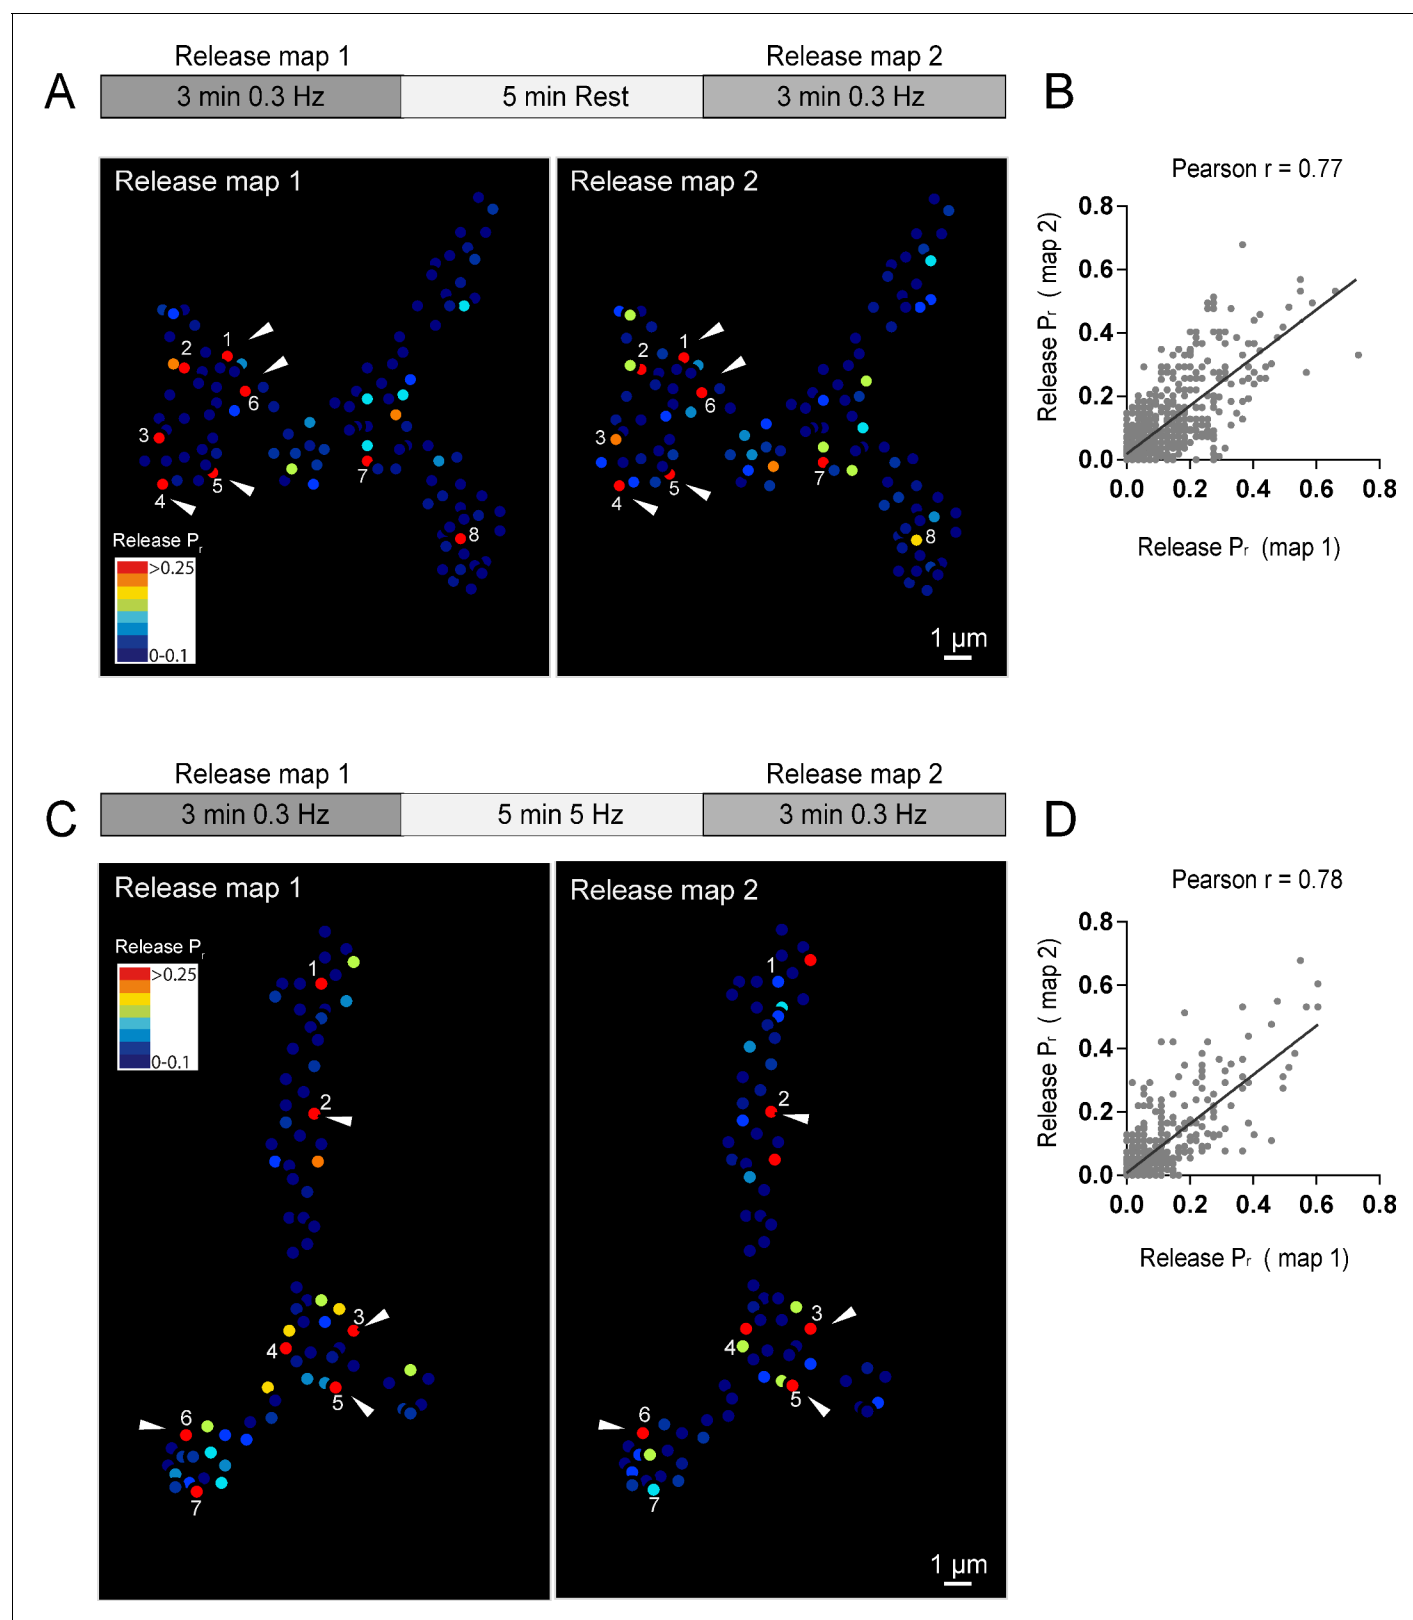 A
Release map 1
Release map 2
3 min 0.3 Hz
5 min Rest
3 min 0.3 Hz
Release map 1
1
2
6
3
5
4
7
8
Release Pr
>0.25
0-0.1
Release map 2
1
2
6
3
5
4
7
8
1 µm
B
Pearson r = 0.77
Release Pr ( map 2)
0.8
0.6
0.4
0.2
0.0
0.0 0.2 0.4 0.6 0.8
Release Pr (map 1)
C
Release map 1
Release map 2
3 min 0.3 Hz
5 min 5 Hz
3 min 0.3 Hz
Release map 1
Release Pr
>0.25
0-0.1
1
2
3
4
5
6
7
Release map 2
1
2
3
4
5
6
7
1 µm
D
Pearson r = 0.78
Release Pr ( map 2)
0.8
0.6
0.4
0.2
0.0
0.0 0.2 0.4 0.6 0.8
Release Pr ( map 1)